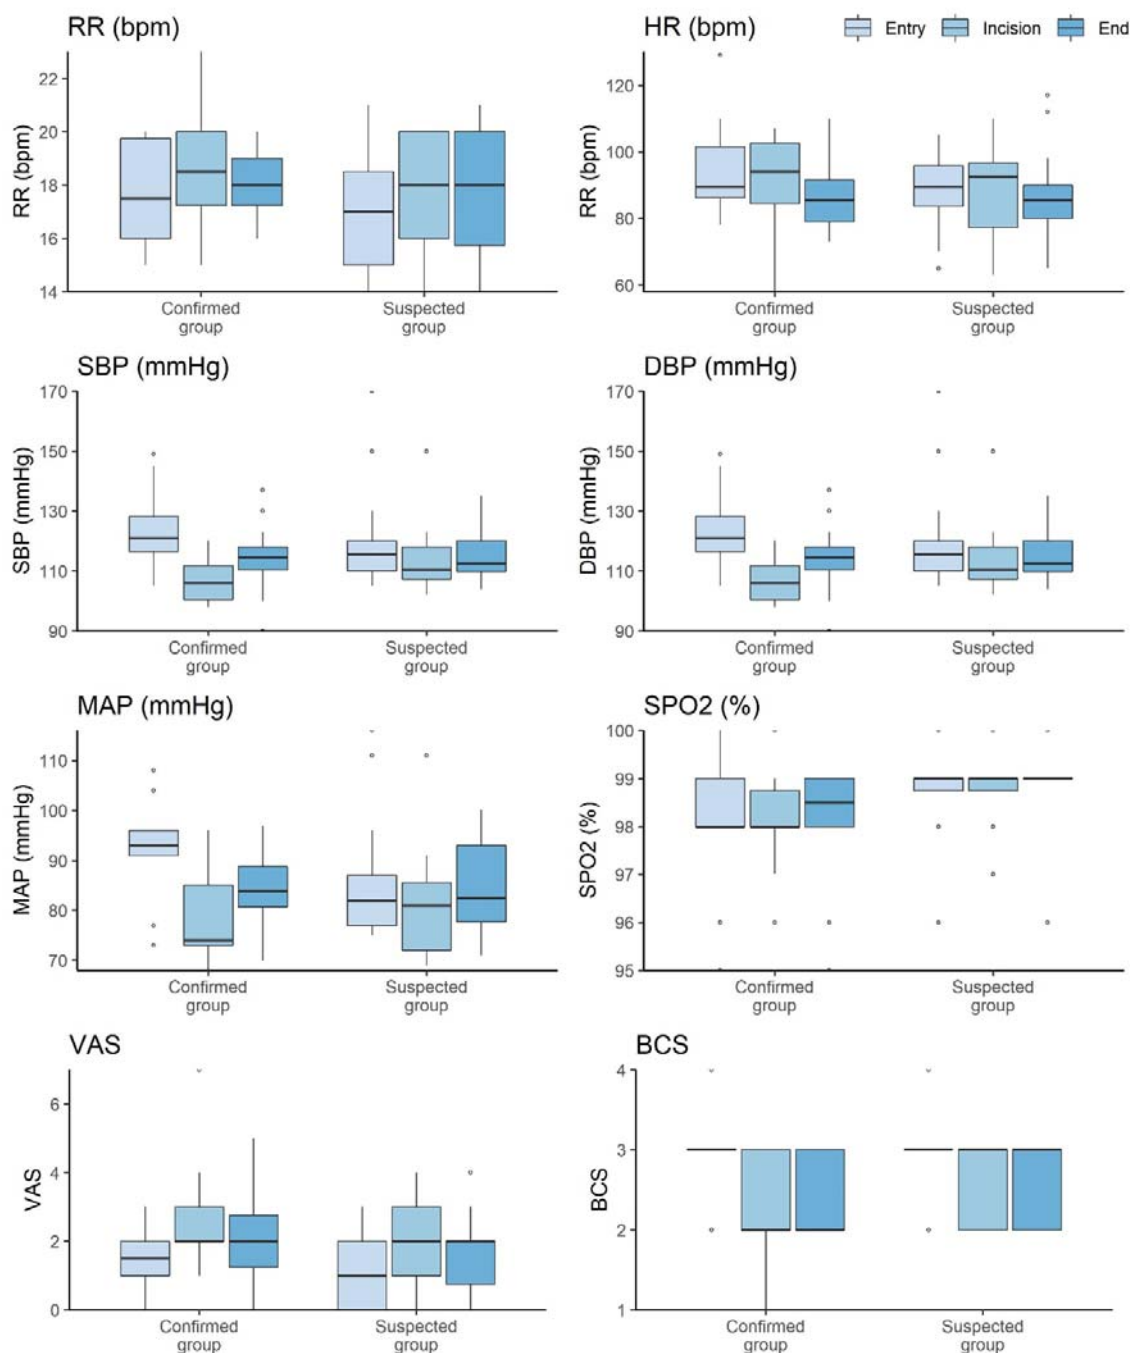 RR (bpm)
RR (bpm)
22
20
18
16
14
Confirmed
group
Suspected
group
HR (bpm)
Entry
Incision
End
RR (bpm)
120
100
80
60
Confirmed
group
Suspected
group
SBP (mmHg)
SBP (mmHg)
170
150
130
110
90
Confirmed
group
Suspected
group
DBP (mmHg)
DBP (mmHg)
170
150
130
110
90
Confirmed
group
Suspected
group
MAP (mmHg)
MAP (mmHg)
110
100
90
80
70
Confirmed
group
Suspected
group
SPO2 (%)
SPO2 (%)
100
99
98
97
96
95
Confirmed
group
Suspected
group
VAS
VAS
6
4
2
0
Confirmed
group
Suspected
group
BCS
BCS
4
3
2
1
Confirmed
group
Suspected
group